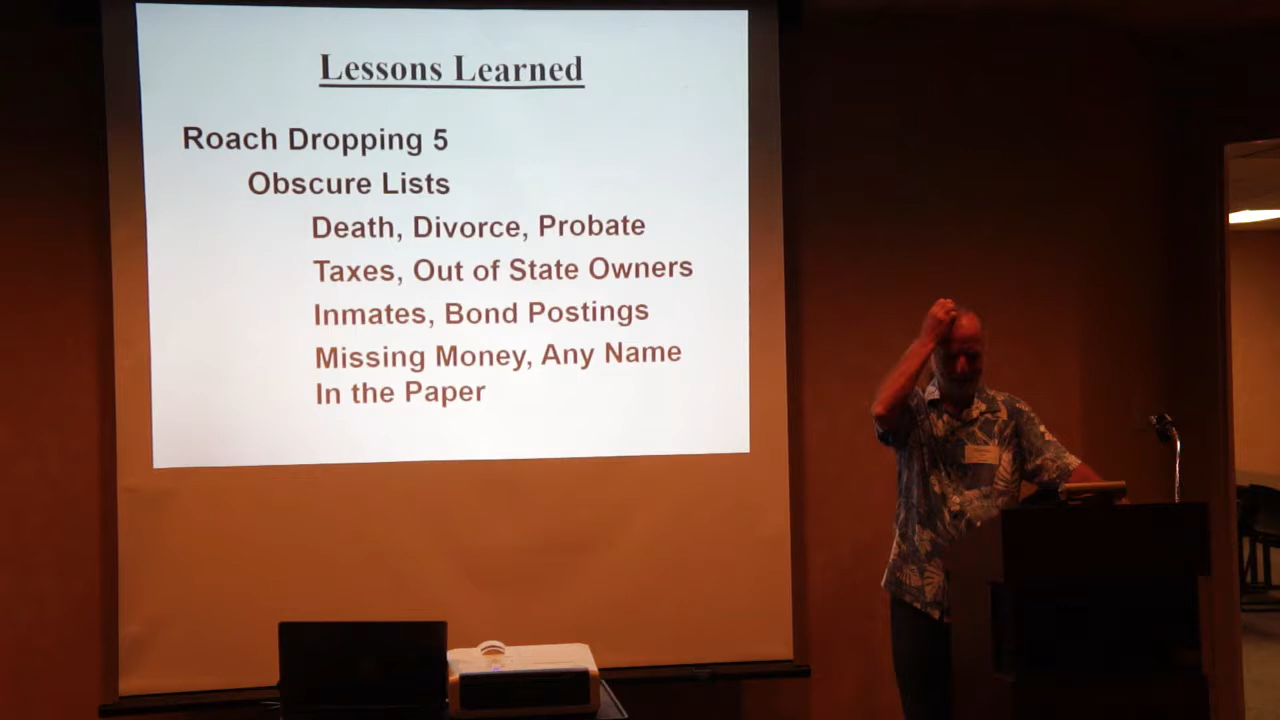 Lessons Learned
Roach Dropping 5
Obscure Lists
Death, Divorce, Probate
Taxes, Out of State Owners
Inmates, Bond Postings
Missing Money, Any Name
In the Paper